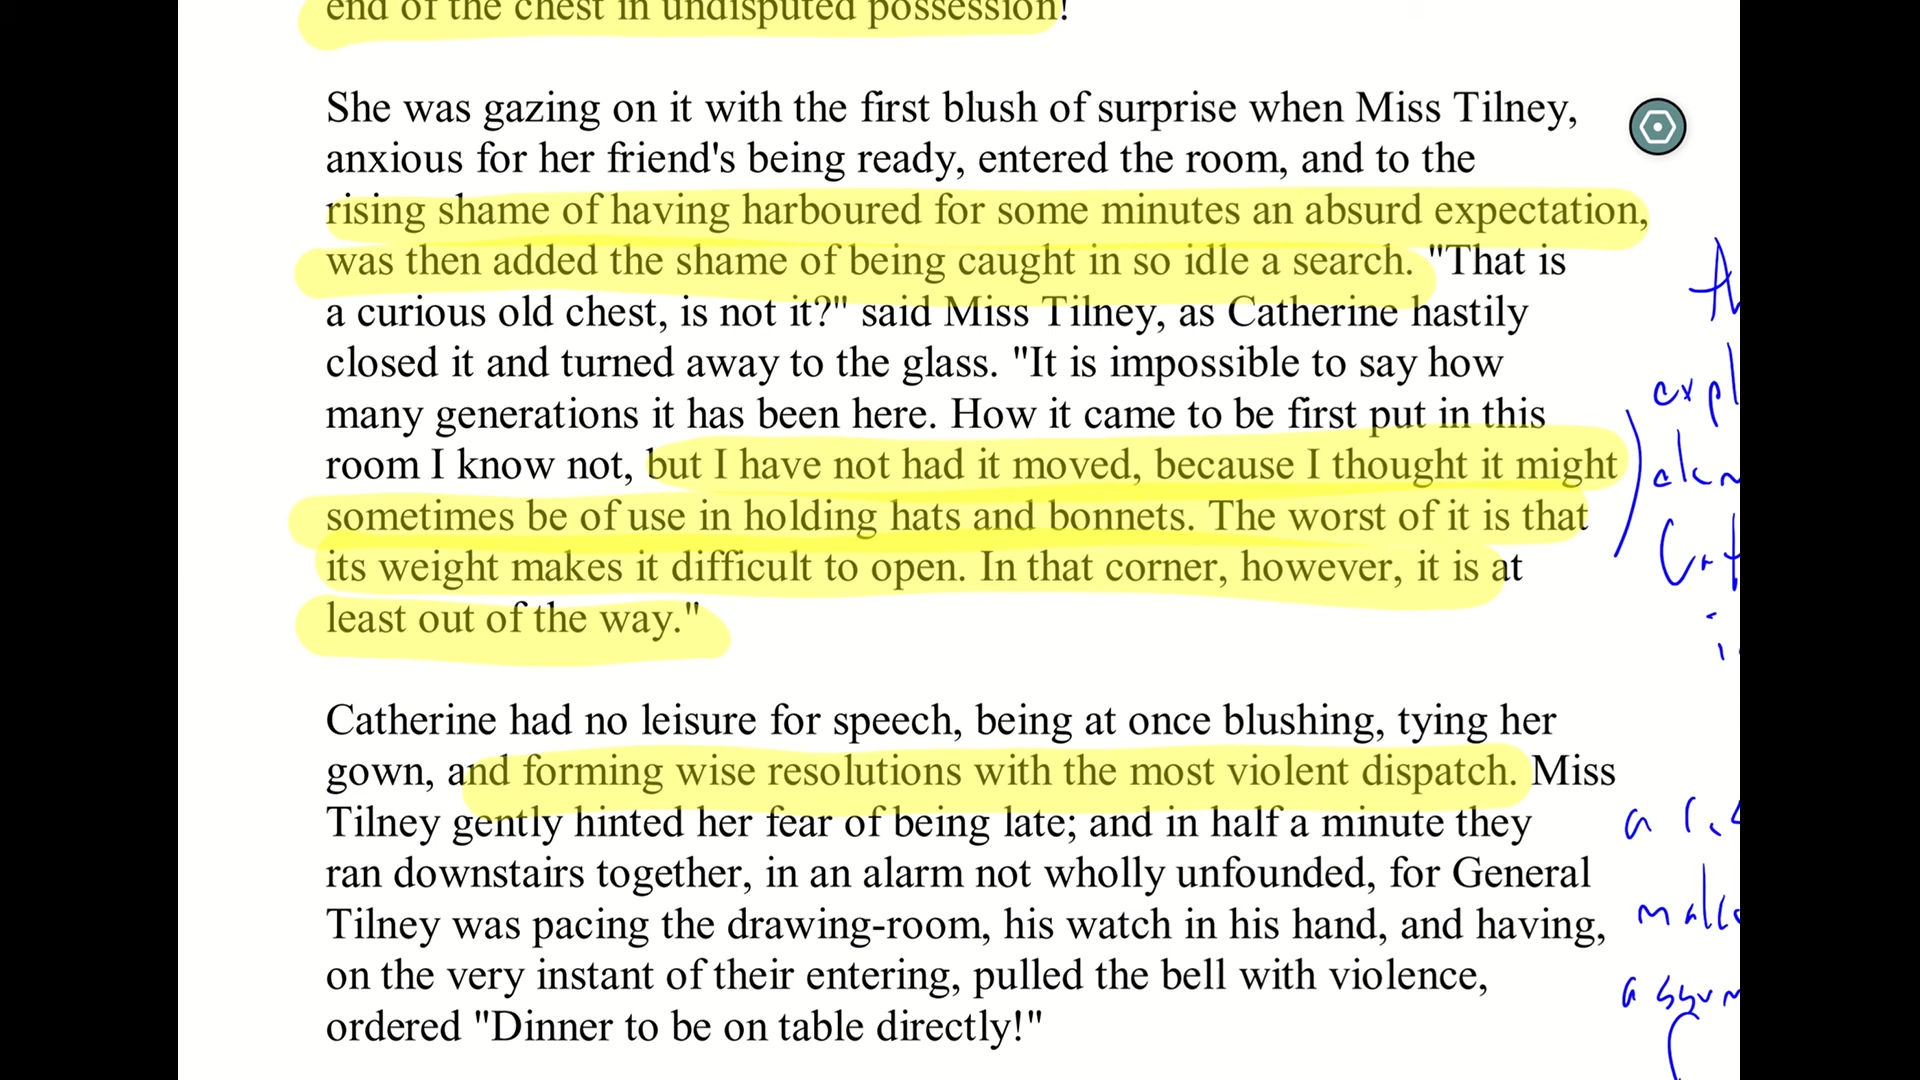 end of the chest in undisputed possession!
She was gazing on it with the first blush of surprise when Miss Tilney,
anxious for her friend's being ready, entered the room, and to the
rising shame of having harboured for some minutes an absurd expectation,
was then added the shame of being caught in so idle a search. "That is
a curious old chest, is not it?" said Miss Tilney, as Catherine hastily
closed it and turned away to the glass. "It is impossible to say how
many generations it has been here. How it came to be first put in this
room I know not, but I have not had it moved, because I thought it might
sometimes be of use in holding hats and bonnets. The worst of it is that
its weight makes it difficult to open. In that corner, however, it is at
least out of the way."
Catherine had no leisure for speech, being at once blushing, tying her
gown, and forming wise resolutions with the most violent dispatch. Miss
Tilney gently hinted her fear of being late; and in half a minute they
ran downstairs together, in an alarm not wholly unfounded, for General
Tilney was pacing the drawing-room, his watch in his hand, and having,
on the very instant of their entering, pulled the bell with violence,
ordered "Dinner to be on table directly!"
expl
a